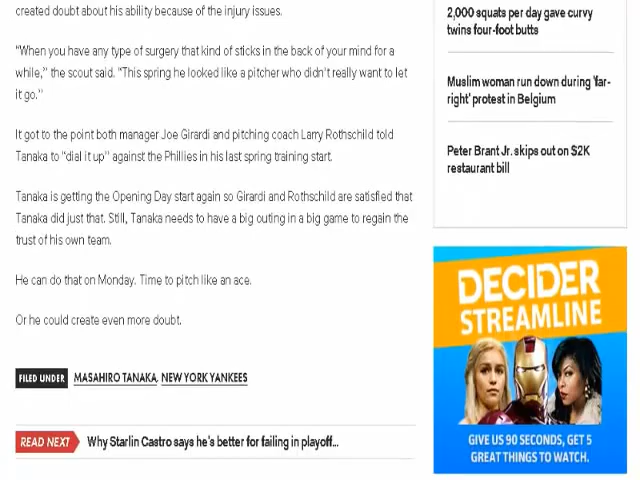 created doubt about his ability because of the injury issues.
"When you have any type of surgery that kind of sticks in the back of your mind for a
while," the scout said. "This spring he looked like a pitcher who didn't really want to let
it go."
It got to the point both manager Joe Girardi and pitching coach Larry Rothschild told
Tanaka to "dial it up" against the Phillies in his last spring training start.
Tanaka is getting the Opening Day start again so Girardi and Rothschild are satisfied that
Tanaka did just that. Still, Tanaka needs to have a big outing in a big game to regain the
trust of his own team.
He can do that on Monday. Time to pitch like an ace.
Or he could create even more doubt.
FILED UNDER MASAHIRO TANAKA, NEW YORK YANKEES
READ NEXT Why Starlin Castro says he's better for failing in playoff...
2,000 squats per day gave curvy
twins four-foot butts
Muslim woman run down during 'far-
right' protest in Belgium
Peter Brant Jr. skips out on $2K
restaurant bill
DECIDER
STREAMLINE
GIVE US 90 SECONDS, GET 5
GREAT THINGS TO WATCH.